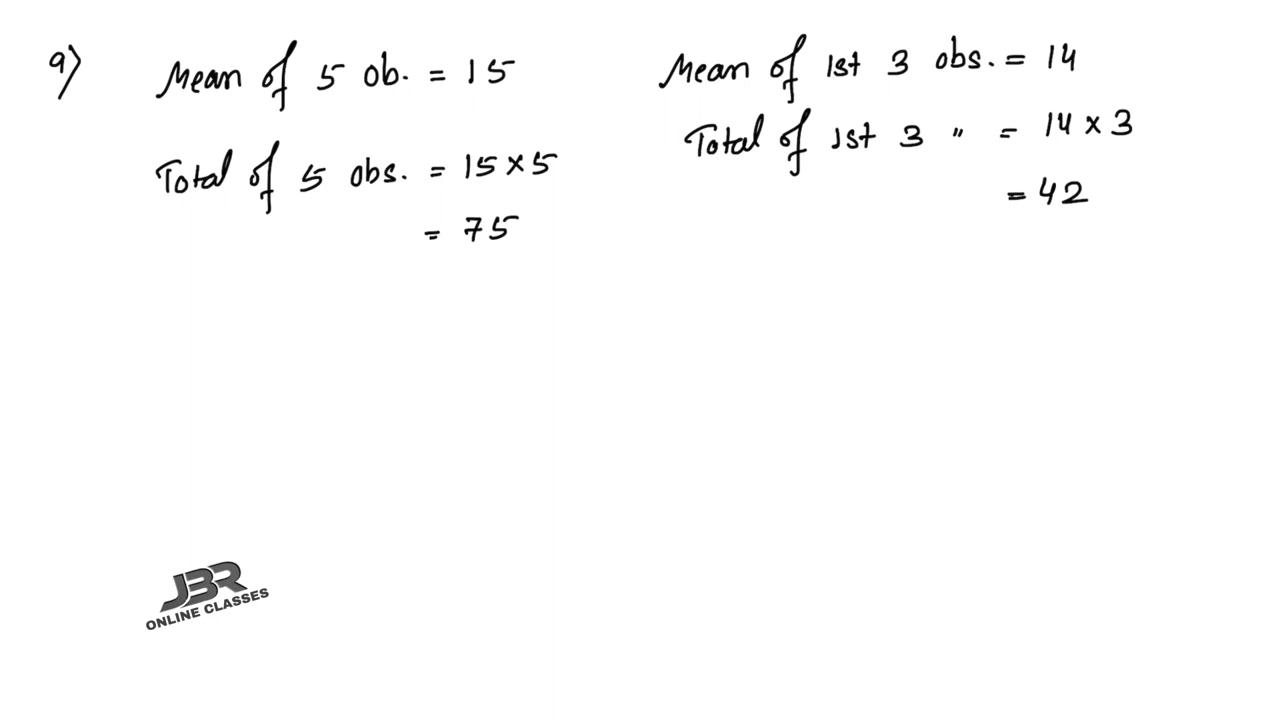 9)
Mean of 5 ob. = 15
Total of 5 obs. = 15 × 5
= 75
Mean of 1st 3 obs. = 14
Total of 1st 3 " = 14 × 3
= 42
JBR
ONLINE CLASSES